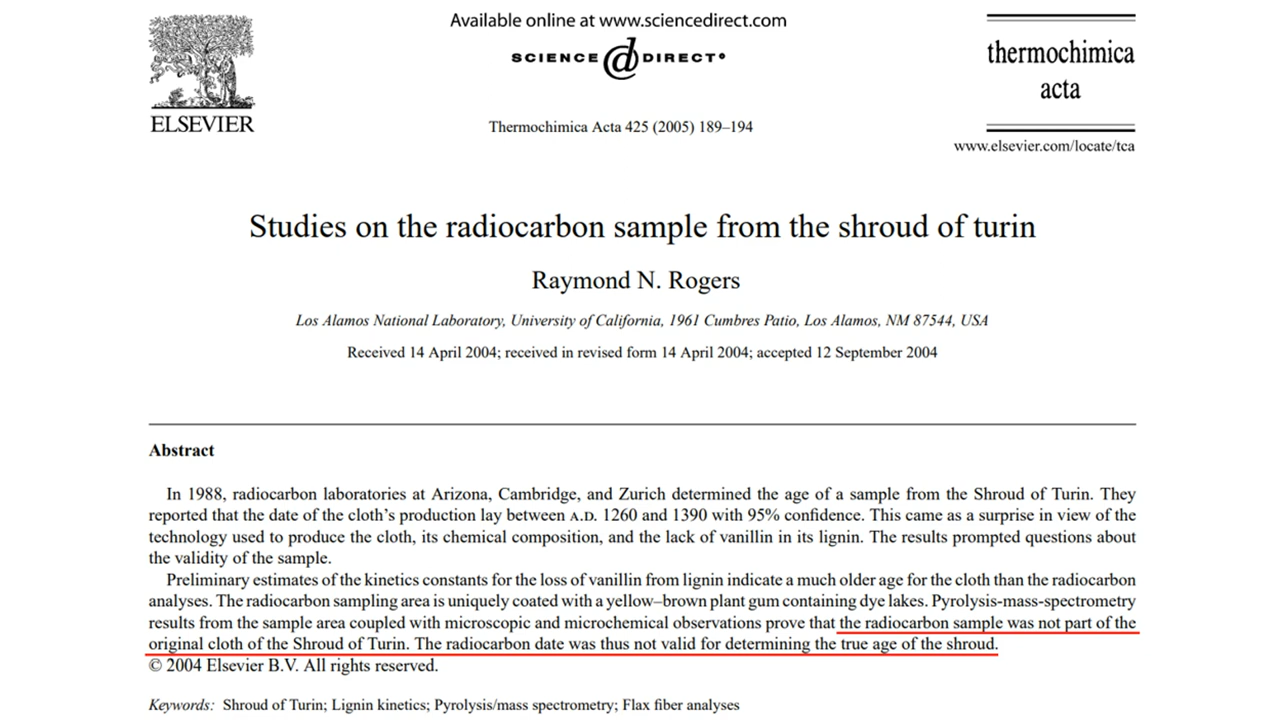 Available online at www.sciencedirect.com
SCIENCE @ DIRECT®
ELSEVIER
thermochimica
acta
Thermochimica Acta 425 (2005) 189–194
www.elsevier.com/locate/tca
Studies on the radiocarbon sample from the shroud of turin
Raymond N. Rogers
Los Alamos National Laboratory, University of California, 1961 Cumbres Patio, Los Alamos, NM 87544, USA
Received 14 April 2004; received in revised form 14 April 2004; accepted 12 September 2004
Abstract
In 1988, radiocarbon laboratories at Arizona, Cambridge, and Zurich determined the age of a sample from the Shroud of Turin. They
reported that the date of the cloth's production lay between A.D. 1260 and 1390 with 95% confidence. This came as a surprise in view of the
technology used to produce the cloth, its chemical composition, and the lack of vanillin in its lignin. The results prompted questions about
the validity of the sample.
Preliminary estimates of the kinetics constants for the loss of vanillin from lignin indicate a much older age for the cloth than the radiocarbon
analyses. The radiocarbon sampling area is uniquely coated with a yellow–brown plant gum containing dye lakes. Pyrolysis-mass-spectrometry
results from the sample area coupled with microscopic and microchemical observations prove that the radiocarbon sample was not part of the
original cloth of the Shroud of Turin. The radiocarbon date was thus not valid for determining the true age of the shroud.
© 2004 Elsevier B.V. All rights reserved.
Keywords: Shroud of Turin; Lignin kinetics; Pyrolysis/mass spectrometry; Flax fiber analyses